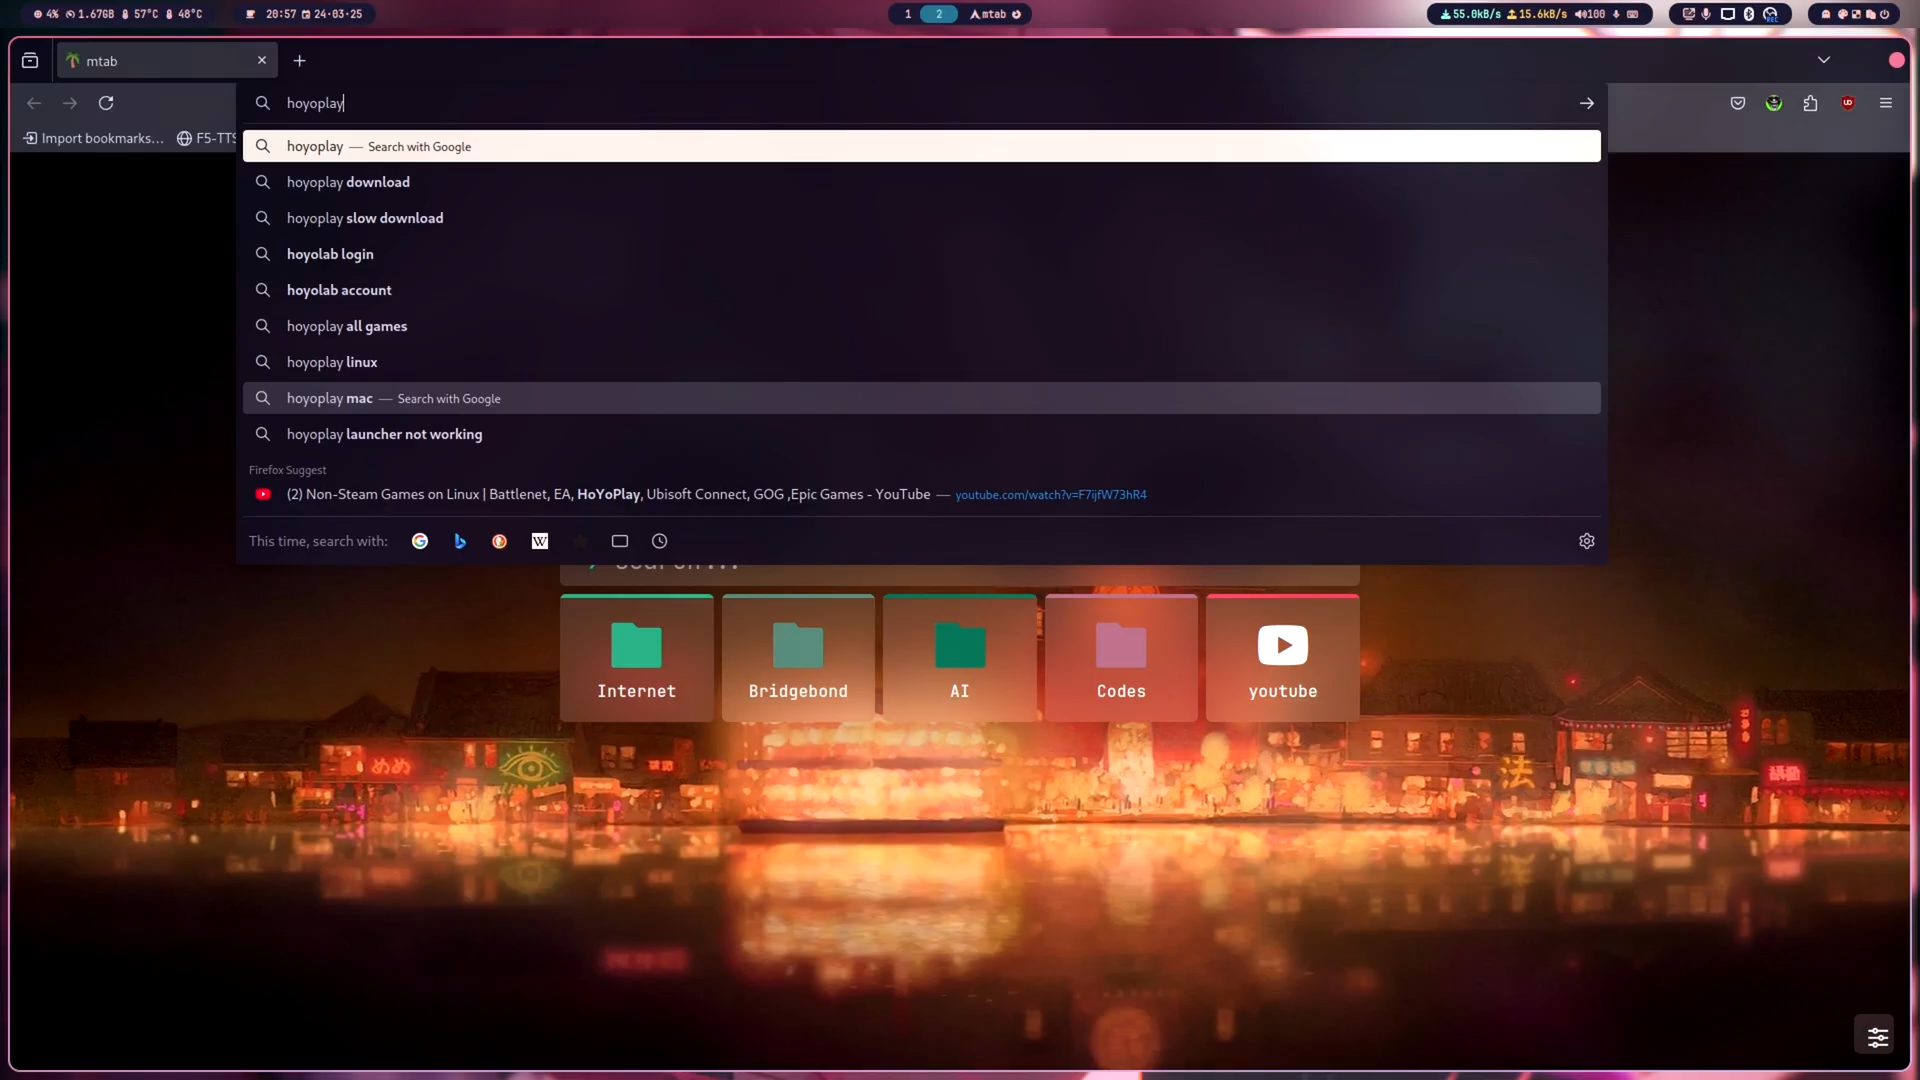 4% 1.67GB 57°C 48°C 20:57 24-03-25 1 2 mtab 55.0kB/s 15.6kB/s 100 REC
mtab
hoyoplay
Import bookmarks... F5-TTS
hoyoplay — Search with Google
hoyoplay download
hoyoplay slow download
hoyolab login
hoyolab account
hoyoplay all games
hoyoplay linux
hoyoplay mac — Search with Google
hoyoplay launcher not working
Firefox Suggest
(2) Non-Steam Games on Linux | Battlenet, EA, HoYoPlay, Ubisoft Connect, GOG ,Epic Games - YouTube — youtube.com/watch?v=F7ijfW73hR4
This time, search with: W
Internet Bridgebond AI Codes youtube
めめ 法